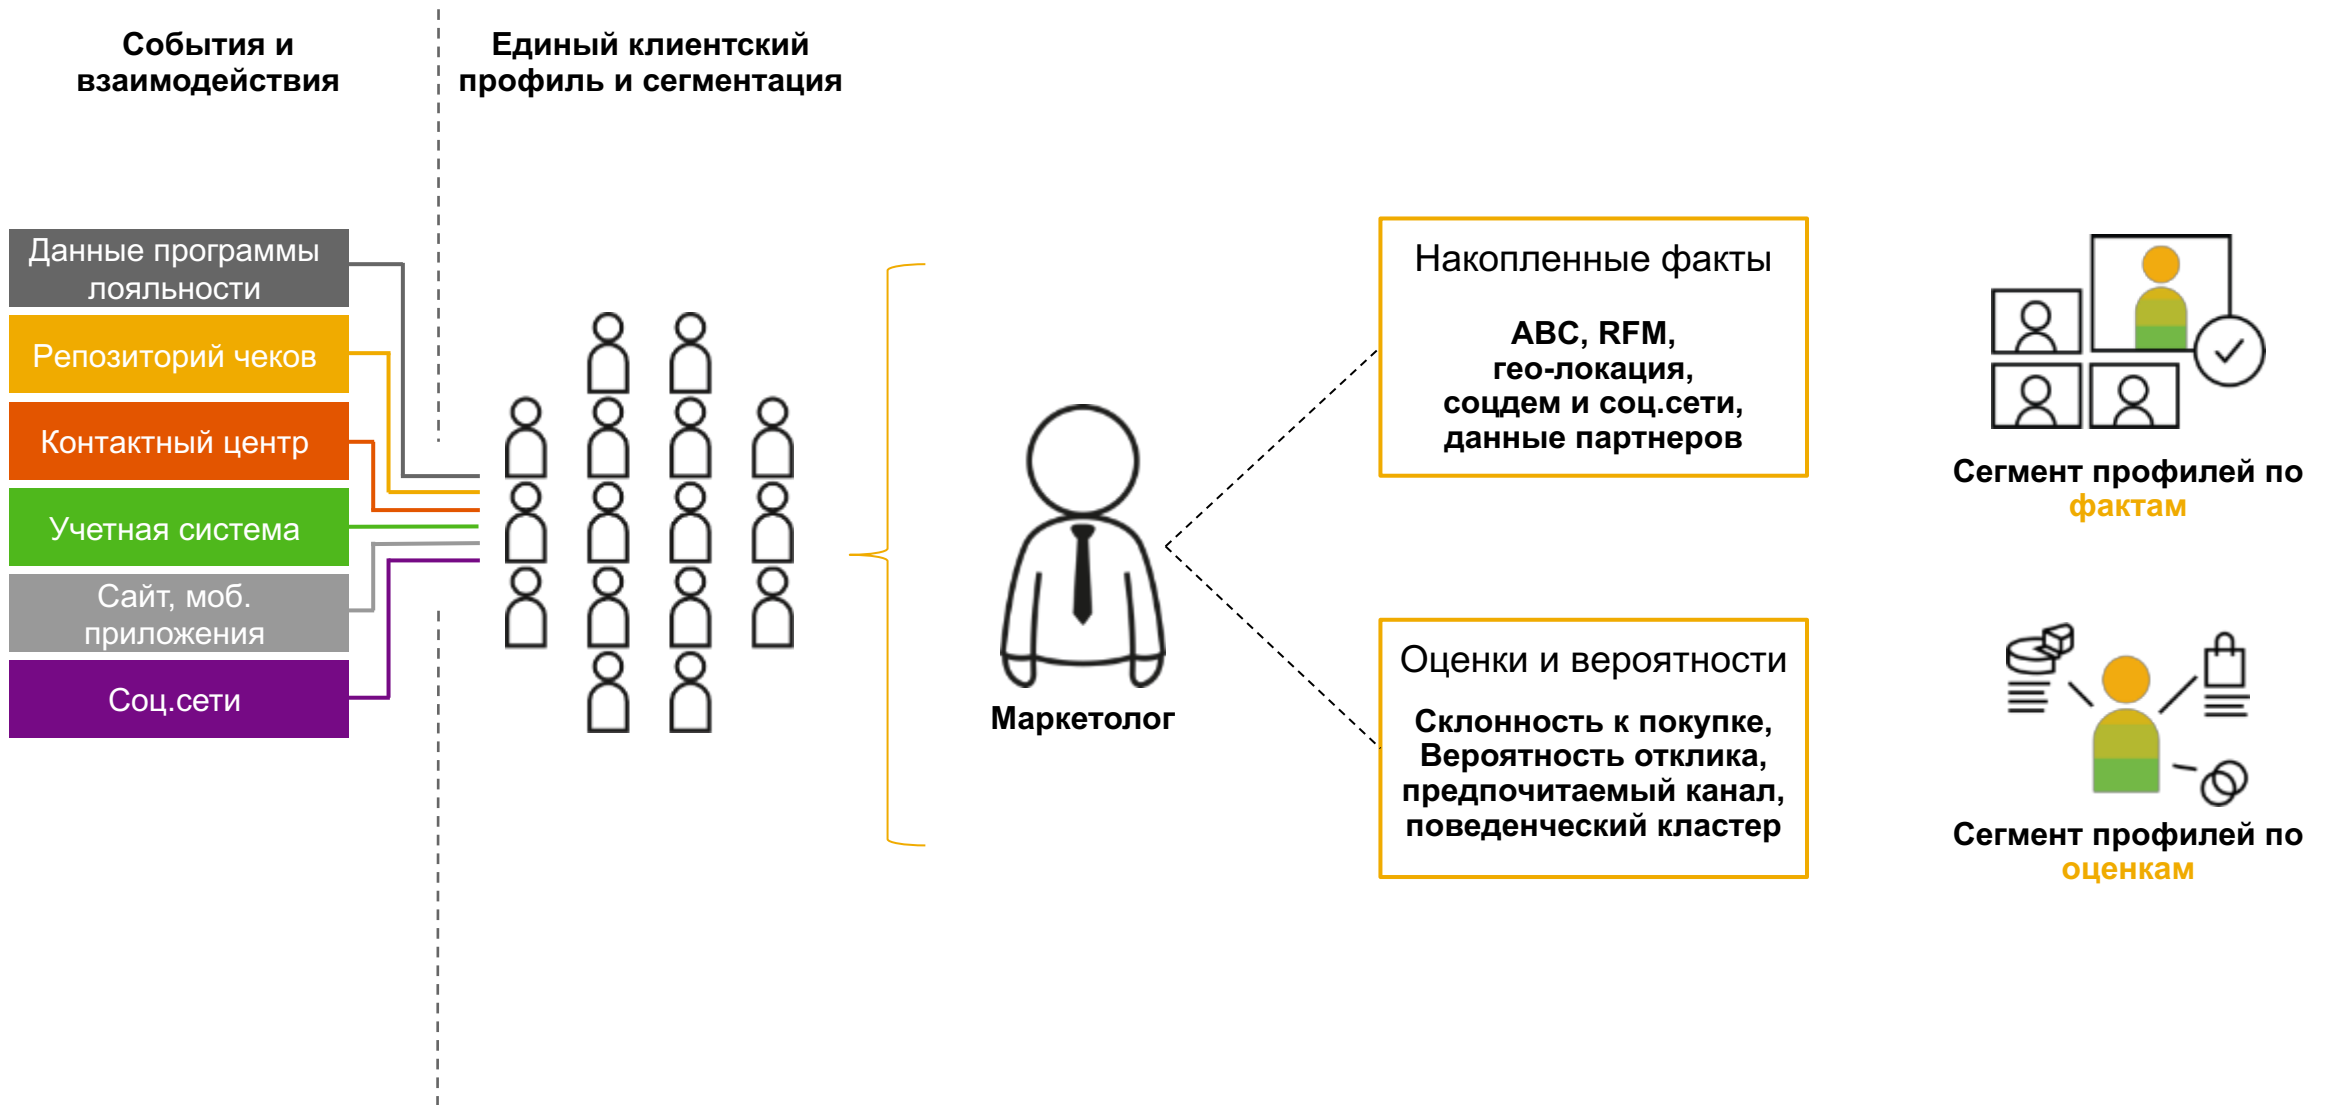 События и
взаимодействия
Единый клиентский
профиль и сегментация
Данные программы
лояльности
Репозиторий чеков
Контактный центр
Учетная система
Сайт, моб.
приложения
Соц.сети
Маркетолог
Накопленные факты
ABC, RFM,
гео-локация,
соцдем и соц.сети,
данные партнеров
Оценки и вероятности
Склонность к покупке,
Вероятность отклика,
предпочитаемый канал,
поведенческий кластер
Сегмент профилей по
фактам
Сегмент профилей по
оценкам